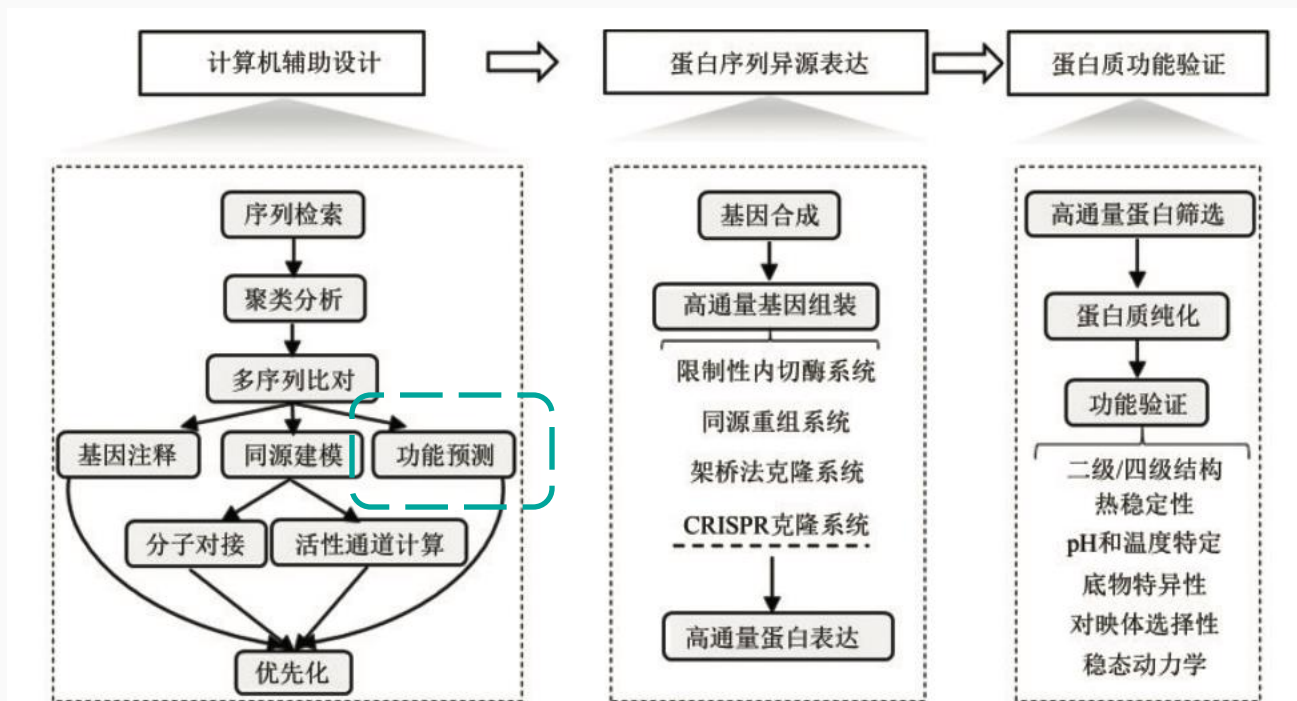 计算机辅助设计
蛋白序列异源表达
蛋白质功能验证
序列检索
聚类分析
多序列比对
基因注释
同源建模
功能预测
分子对接
活性通道计算
优先化
基因合成
高通量基因组装
限制性内切酶系统
同源重组系统
架桥法克隆系统
CRISPR克隆系统
高通量蛋白表达
高通量蛋白筛选
蛋白质纯化
功能验证
二级/四级结构
热稳定性
pH和温度特定
底物特异性
对映体选择性
稳态动力学